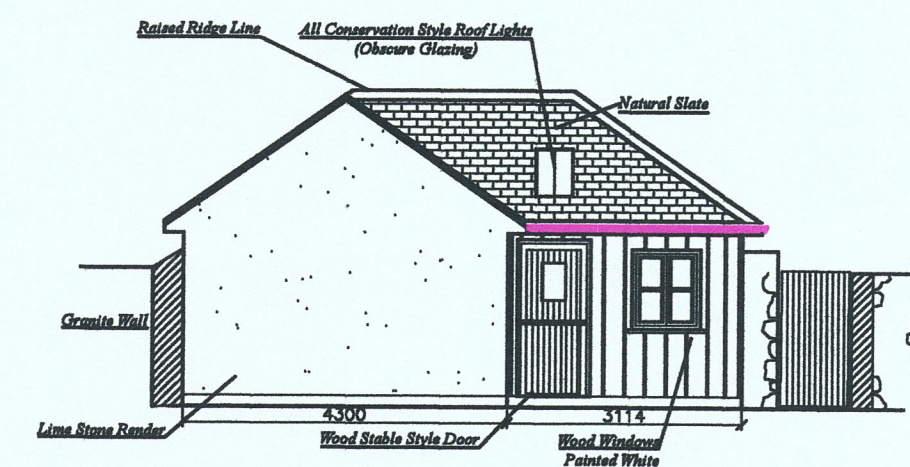 Raised Ridge Line
All Conservation Style Roof Lights
(Obscure Glazing)
Natural Slate
Granite Wall
4300
3114
Lime Stone Render
Wood Stable Style Door
Wood Windows
Painted White